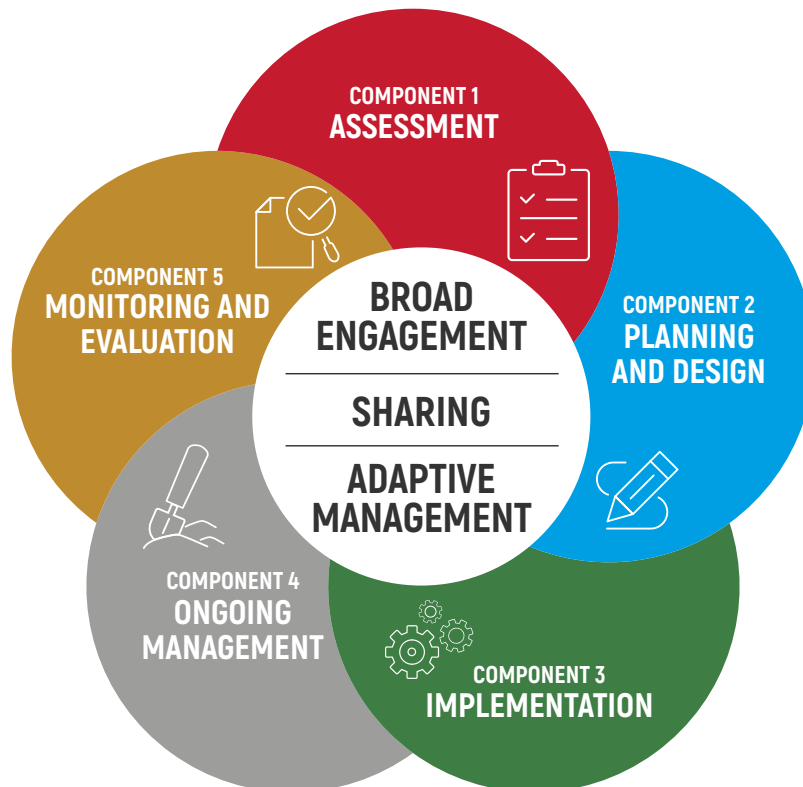 COMPONENT 1
ASSESSMENT
COMPONENT 2
PLANNING
AND DESIGN
COMPONENT 3
IMPLEMENTATION
COMPONENT 4
ONGOING
MANAGEMENT
COMPONENT 5
MONITORING AND
EVALUATION
BROAD
ENGAGEMENT
SHARING
ADAPTIVE
MANAGEMENT